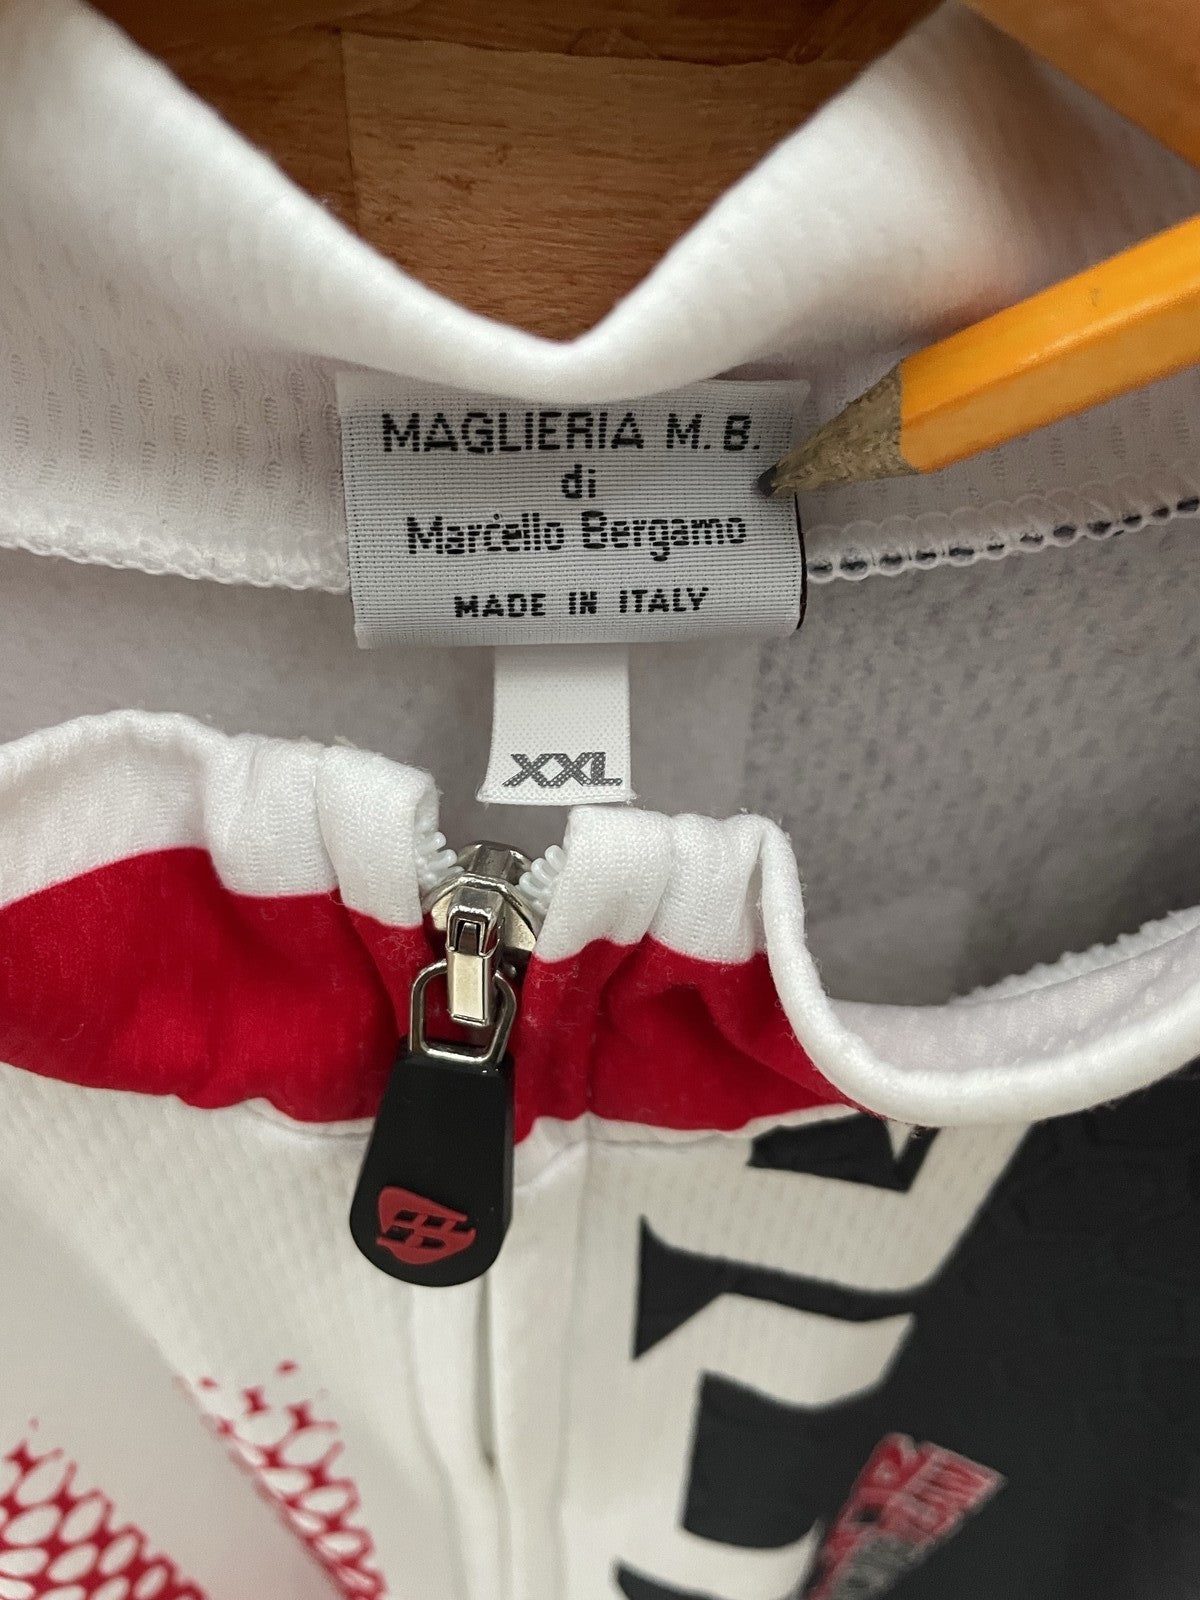 MAGLIERIA M.B.
di
Marcello Bergamo
MADE IN ITALY
XXL